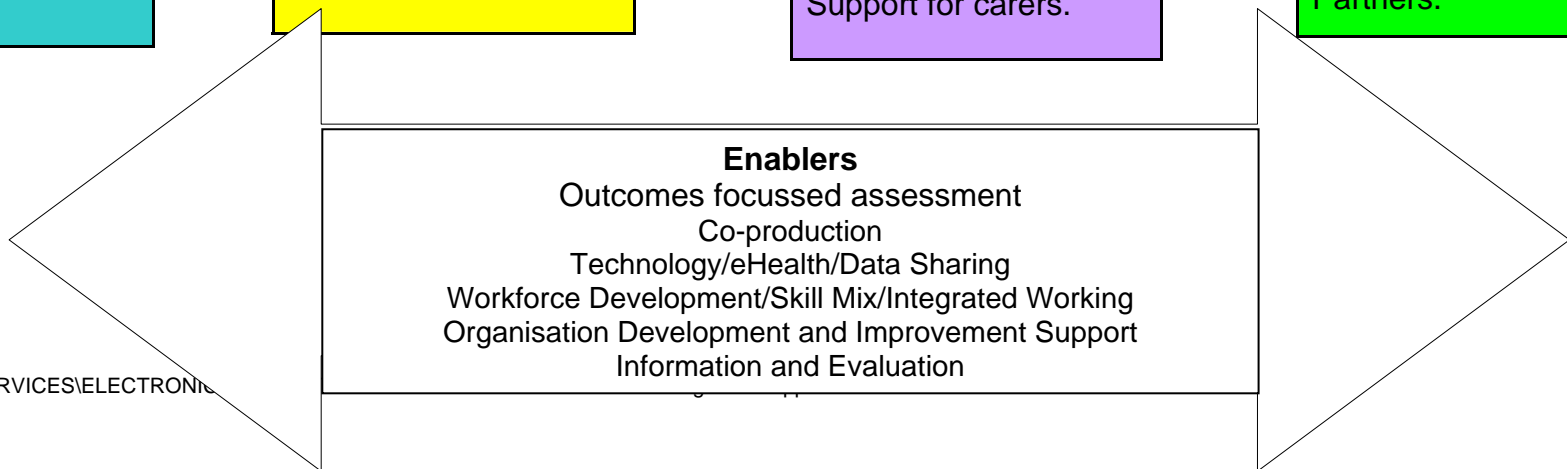 Support for carers.
Partners.
Enablers
Outcomes focussed assessment
Co-production
Technology/eHealth/Data Sharing
Workforce Development/Skill Mix/Integrated Working
Organisation Development and Improvement Support
Information and Evaluation
RVICES\ELECTRONIC